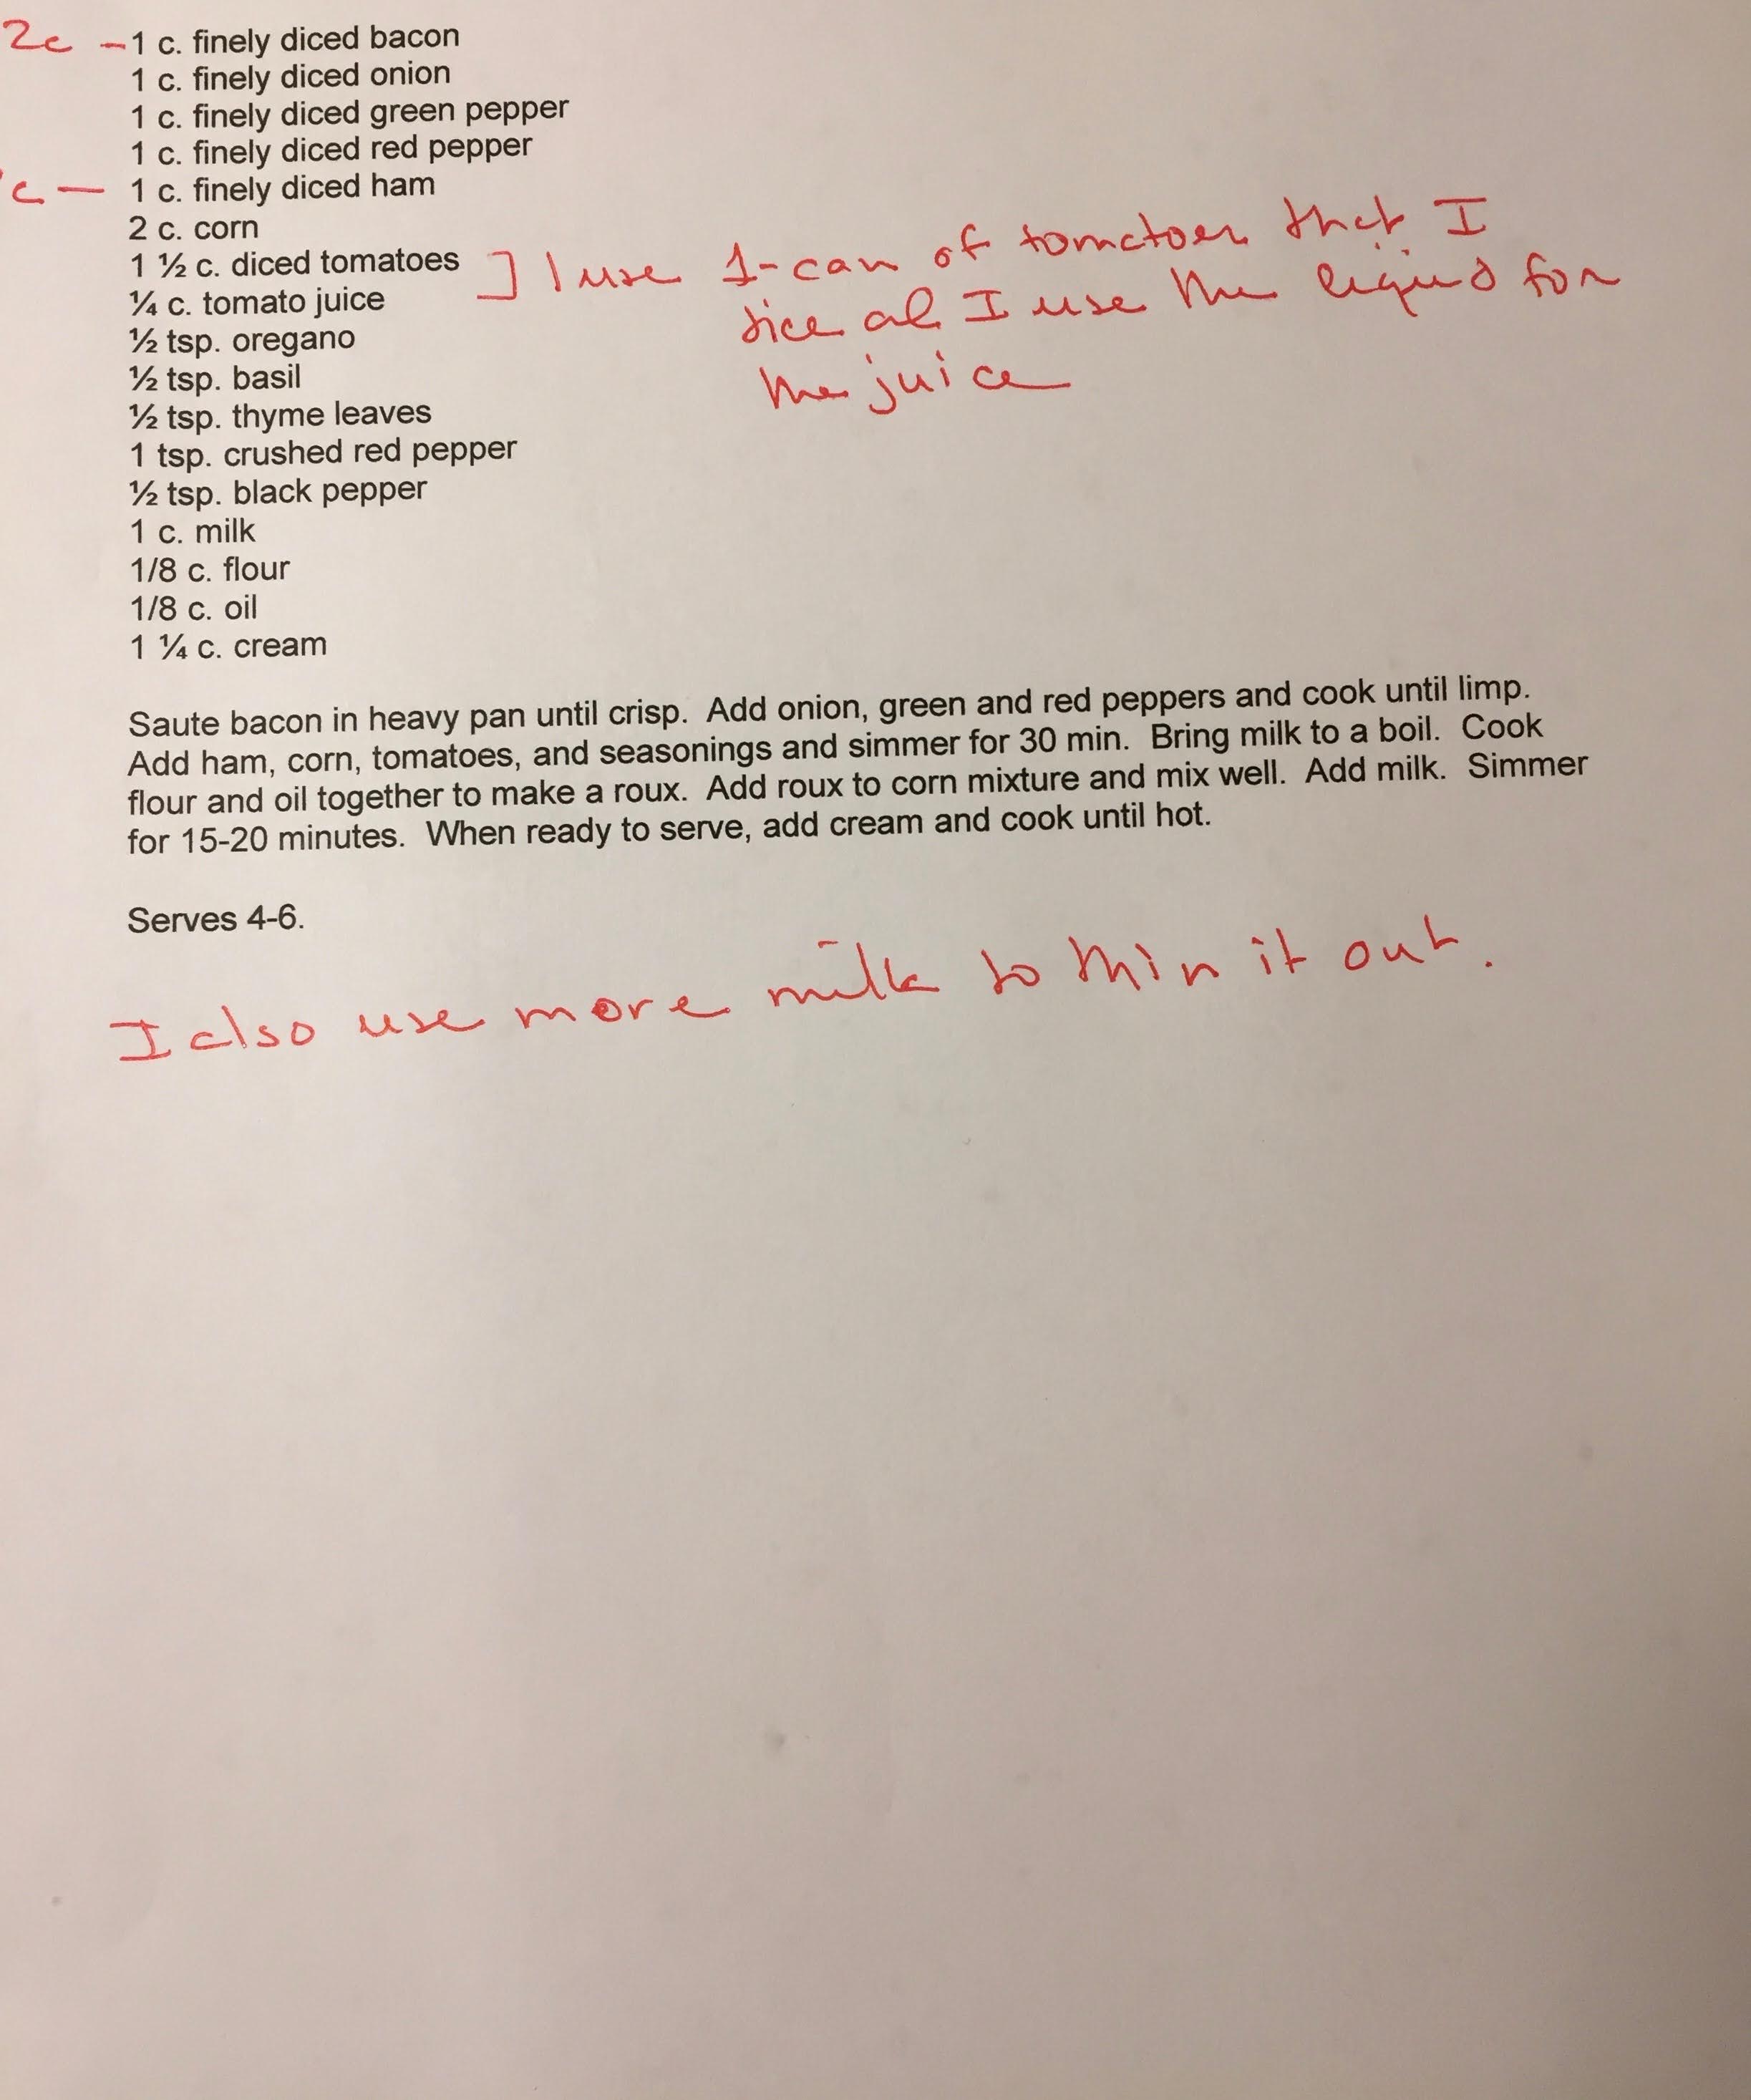 2c - 1 c. finely diced bacon
1 c. finely diced onion
1 c. finely diced green pepper
1 c. finely diced red pepper
c — 1 c. finely diced ham
2 c. corn
1 ½ c. diced tomatoes
¼ c. tomato juice
] I use 1-can of tomatoes that I
dice and I use the liquid for
the juice
½ tsp. oregano
½ tsp. basil
½ tsp. thyme leaves
1 tsp. crushed red pepper
½ tsp. black pepper
1 c. milk
1/8 c. flour
1/8 c. oil
1 ¼ c. cream
Saute bacon in heavy pan until crisp. Add onion, green and red peppers and cook until limp.
Add ham, corn, tomatoes, and seasonings and simmer for 30 min. Bring milk to a boil. Cook
flour and oil together to make a roux. Add roux to corn mixture and mix well. Add milk. Simmer
for 15-20 minutes. When ready to serve, add cream and cook until hot.
Serves 4-6.
I also use more milk to thin it out.